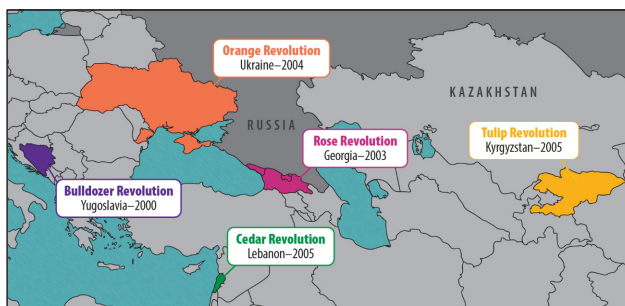 Orange Revolution
Ukraine–2004
KAZAKHSTAN
RUSSIA
Rose Revolution
Georgia–2003
Tulip Revolution
Kyrgyzstan–2005
Bulldozer Revolution
Yugoslavia–2000
Cedar Revolution
Lebanon–2005